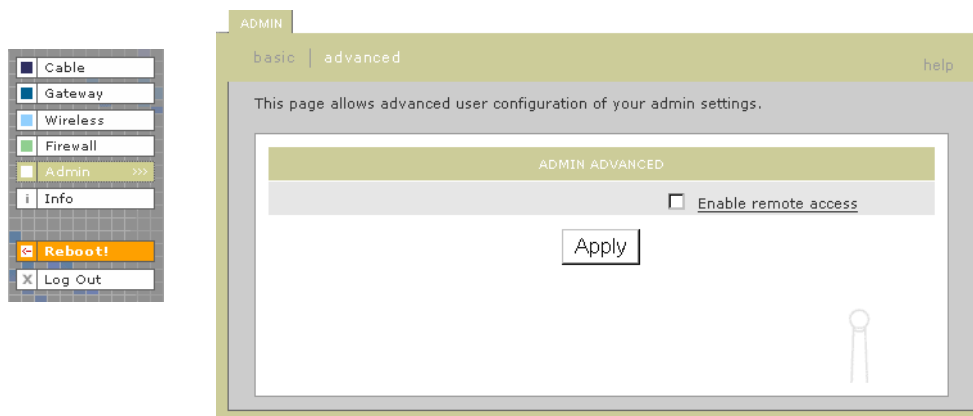 Cable
Gateway
Wireless
Firewall
Admin >>>
i Info
Reboot!
X Log Out
ADMIN
basic | advanced
help
This page allows advanced user configuration of your admin settings.
ADMIN ADVANCED
Enable remote access
Apply